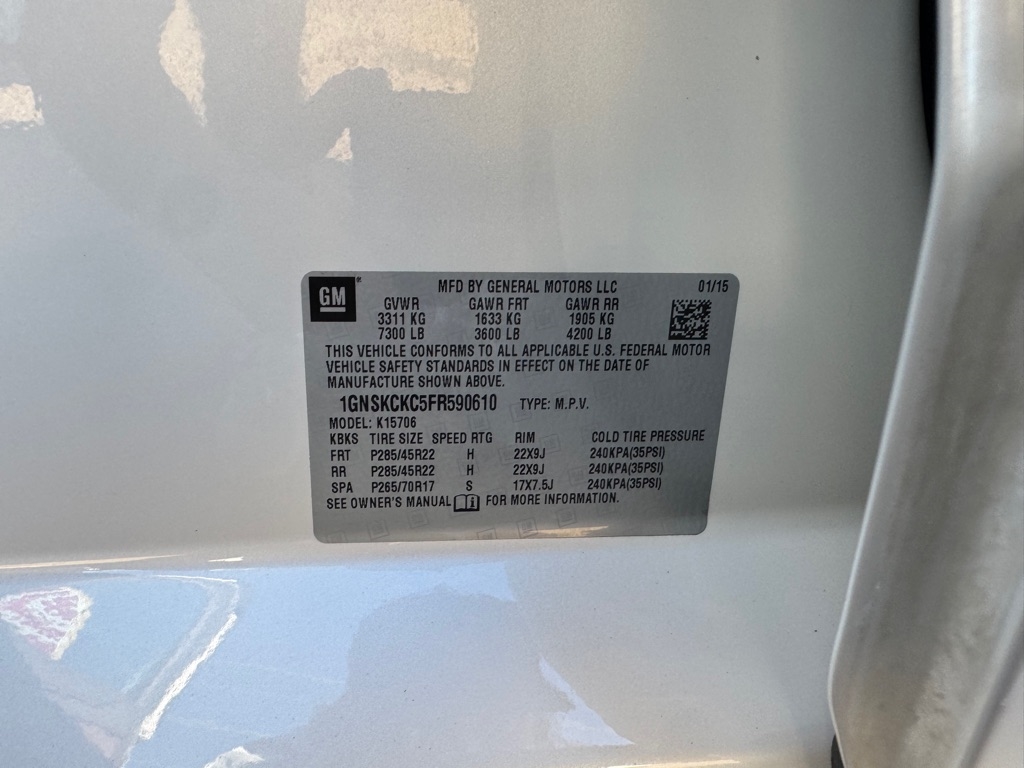 GM MFD BY GENERAL MOTORS LLC 01/15
GVWR GAWR FRT GAWR RR
3311 KG 1633 KG 1905 KG
7300 LB 3600 LB 4200 LB
THIS VEHICLE CONFORMS TO ALL APPLICABLE U.S. FEDERAL MOTOR
VEHICLE SAFETY STANDARDS IN EFFECT ON THE DATE OF
MANUFACTURE SHOWN ABOVE.
1GNSKCKC5FR590610 TYPE: M.P.V.
MODEL: K15706
KBKS TIRE SIZE SPEED RTG RIM COLD TIRE PRESSURE
FRT P285/45R22 H 22X9J 240KPA(35PSI)
RR P285/45R22 H 22X9J 240KPA(35PSI)
SPA P265/70R17 S 17X7.5J 240KPA(35PSI)
SEE OWNER'S MANUAL FOR MORE INFORMATION.